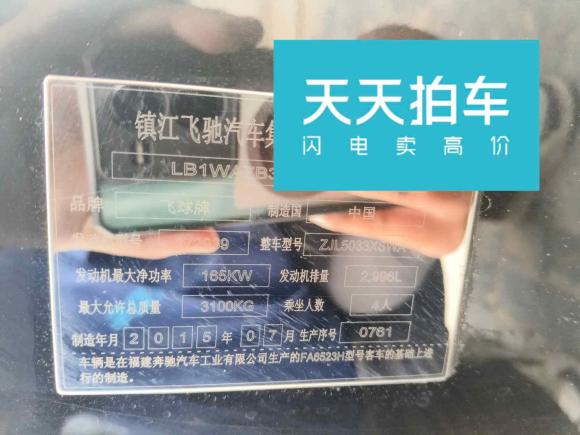 天天拍车
闪电卖高价
镇江飞驰汽车集
LB1WA
品牌 飞球牌 制造国 中国
整车型号 ZJL5033XSWA
发动机最大净功率 165KW 发动机排量 2,996L
最大允许总质量 3100KG 乘坐人数 4人
制造年月 2015年07月 生产序号 0761
车辆是在福建奔驰汽车工业有限公司生产的FA6523H型号客车的基础上进
行的制造。